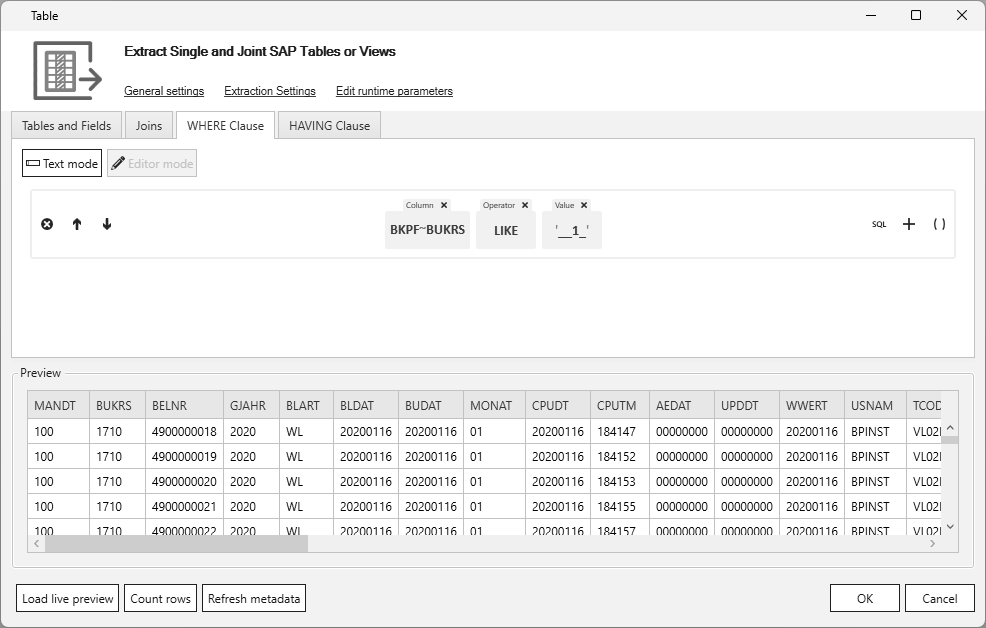 Table
Extract Single and Joint SAP Tables or Views
General settings Extraction Settings Edit runtime parameters
Tables and Fields Joins WHERE Clause HAVING Clause
Text mode Editor mode
Column Operator Value
BKPF~BUKRS LIKE '__1_' SQL ( )
Preview
MANDT BUKRS BELNR GJAHR BLART BLDAT BUDAT MONAT CPUDT CPUTM AEDAT UPDDT WWERT USNAM TCOD
100 1710 4900000018 2020 WL 20200116 20200116 01 20200116 184147 00000000 00000000 20200116 BPINST VL02
100 1710 4900000019 2020 WL 20200116 20200116 01 20200116 184152 00000000 00000000 20200116 BPINST VL02
100 1710 4900000020 2020 WL 20200116 20200116 01 20200116 184153 00000000 00000000 20200116 BPINST VL02
100 1710 4900000021 2020 WL 20200116 20200116 01 20200116 184155 00000000 00000000 20200116 BPINST VL02
100 1710 4900000022 2020 WL 20200116 20200116 01 20200116 184157 00000000 00000000 20200116 BPINST VL02
Load live preview Count rows Refresh metadata OK Cancel